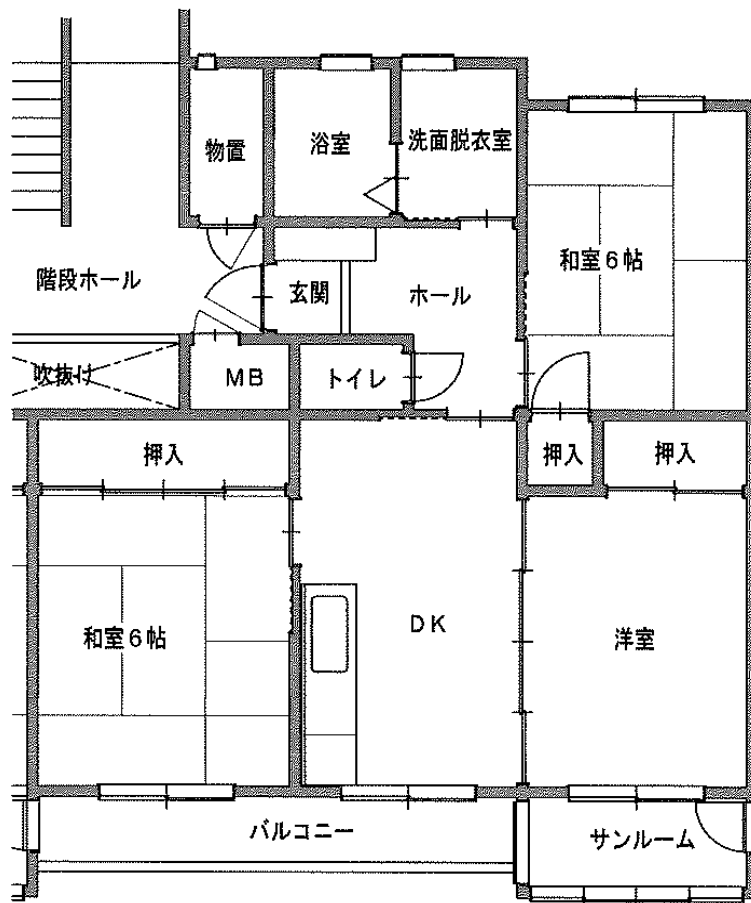 物置
浴室
洗面脱衣室
和室6帖
階段ホール
玄関
ホール
吹抜付
MB
トイレ
押入
押入
押入
和室6帖
DK
洋室
バルコニー
サンルーム